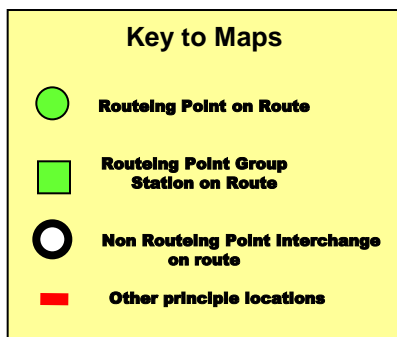 Key to Maps
Routeing Point on Route
Routeing Point Group
Station on Route
Non Routeing Point Interchange
on route
Other principle locations